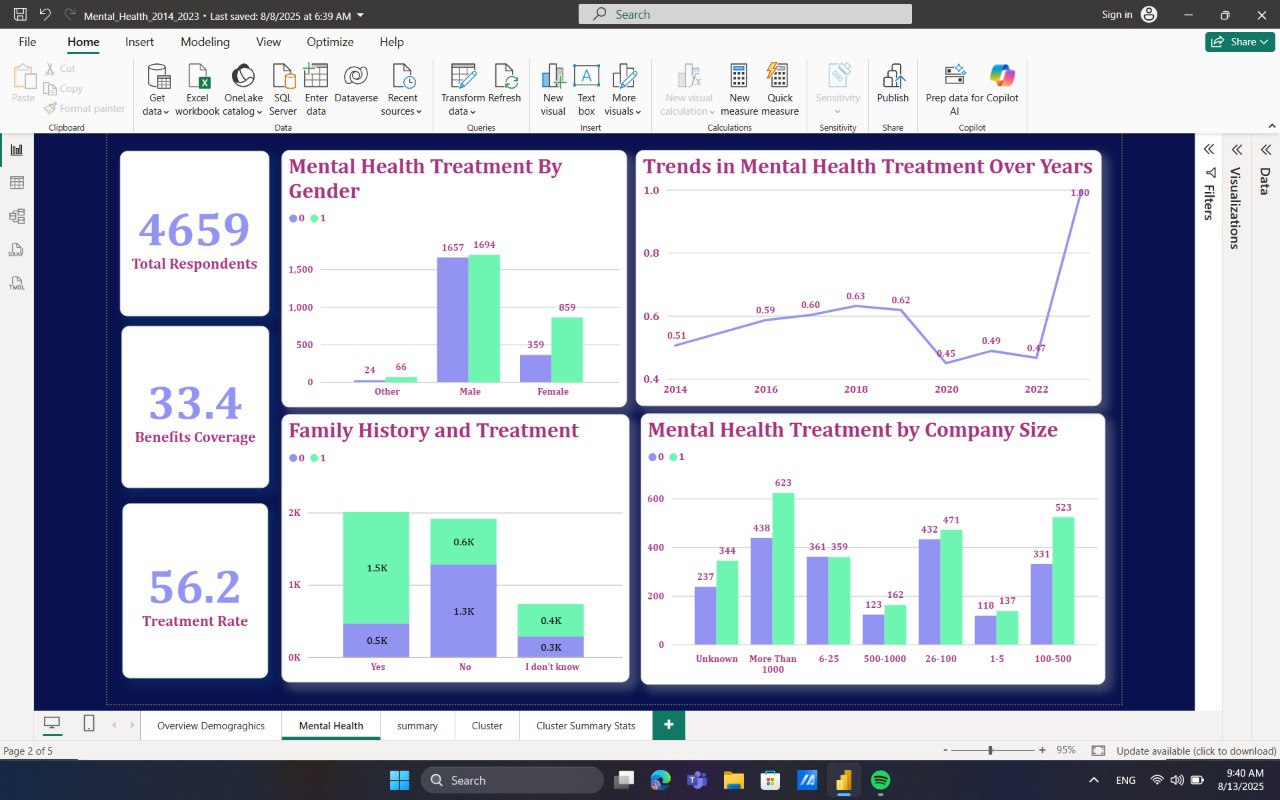 Mental_Health_2014_2023 • Last saved: 8/8/2025 at 6:39 AM
Search
Sign in
File Home Insert Modeling View Optimize Help
Share
Paste
Cut
Copy
Format painter
Clipboard
Get data
Excel workbook
OneLake catalog
SQL Server
Enter data
Dataverse
Recent sources
Data
Transform data
Refresh
Queries
New visual
Text box
More visuals
Insert
New visual calculation
New measure
Quick measure
Calculations
Sensitivity
Sensitivity
Publish
Share
Prep data for AI
Copilot
Copilot
4659
Total Respondents
33.4
Benefits Coverage
56.2
Treatment Rate
Mental Health Treatment By
Gender
0 1
1,500
1,000
500
0
24 66
1657 1694
359 859
Other Male Female
Trends in Mental Health Treatment Over Years
1.0
0.8
0.6
0.4
0.51
0.59
0.60
0.63
0.62
0.45
0.49
0.47
1.00
2014 2016 2018 2020 2022
Family History and Treatment
0 1
2K
1K
0K
1.5K
0.5K
0.6K
1.3K
0.4K
0.3K
Yes No I don't know
Mental Health Treatment by Company Size
0 1
600
400
200
0
237 344
438 623
361 359
123 162
432 471
118 137
331 523
Unknown More Than 6-25 500-1000 26-100 1-5 100-500
1000
Filters
Visualizations
Data
Overview Demograghics Mental Health summary Cluster Cluster Summary Stats
Page 2 of 5
- + 95%
Update available (click to download)
Search
ENG
9:40 AM
8/13/2025